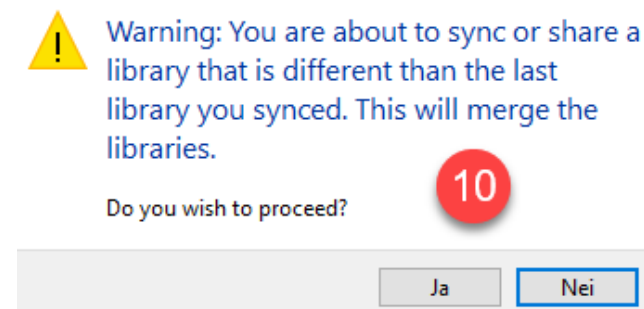 Warning: You are about to sync or share a
library that is different than the last
library you synced. This will merge the
libraries.
10
Do you wish to proceed?
Ja
Nei